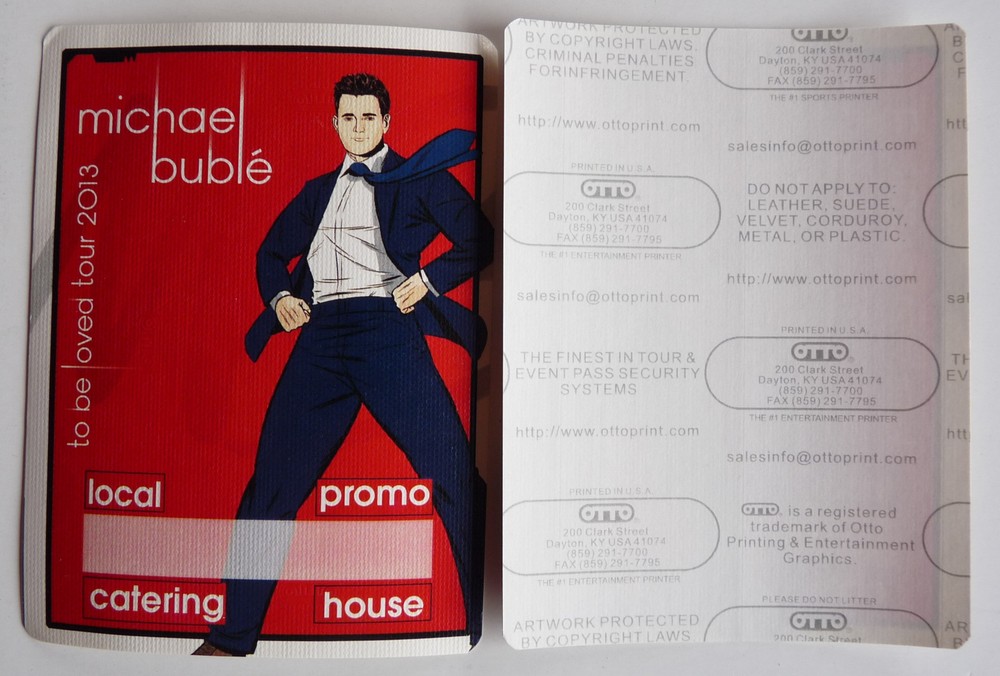 michael
bublé
to be loved tour 2013
local
promo
catering
house
ARTWORK PROTECTED
BY COPYRIGHT LAWS.
CRIMINAL PENALTIES
FORINFRINGEMENT.
http://www.ottoprint.com
PRINTED IN U.S.A.
OTTO®
200 Clark Street
Dayton, KY USA 41074
(859) 291-7700
FAX (859) 291-7795
THE #1 ENTERTAINMENT PRINTER
salesinfo@ottoprint.com
THE FINEST IN TOUR &
EVENT PASS SECURITY
SYSTEMS
http://www.ottoprint.com
PRINTED IN U.S.A.
OTTO®
200 Clark Street
Dayton, KY USA 41074
(859) 291-7700
FAX (859) 291-7795
THE #1 ENTERTAINMENT PRINTER
ARTWORK PROTECTED
BY COPYRIGHT LAWS
OTTO®
200 Clark Street
Dayton, KY USA 41074
(859) 291-7700
FAX (859) 291-7795
THE #1 SPORTS PRINTER
salesinfo@ottoprint.com
DO NOT APPLY TO:
LEATHER, SUEDE,
VELVET, CORDUROY,
METAL, OR PLASTIC.
http://www.ottoprint.com
PRINTED IN U.S.A.
OTTO®
200 Clark Street
Dayton, KY USA 41074
(859) 291-7700
FAX (859) 291-7795
THE #1 ENTERTAINMENT PRINTER
salesinfo@ottoprint.com
OTTO® is a registered
trademark of Otto
Printing & Entertainment
Graphics.
PLEASE DO NOT LITTER
OTTO®
200 Clark Street